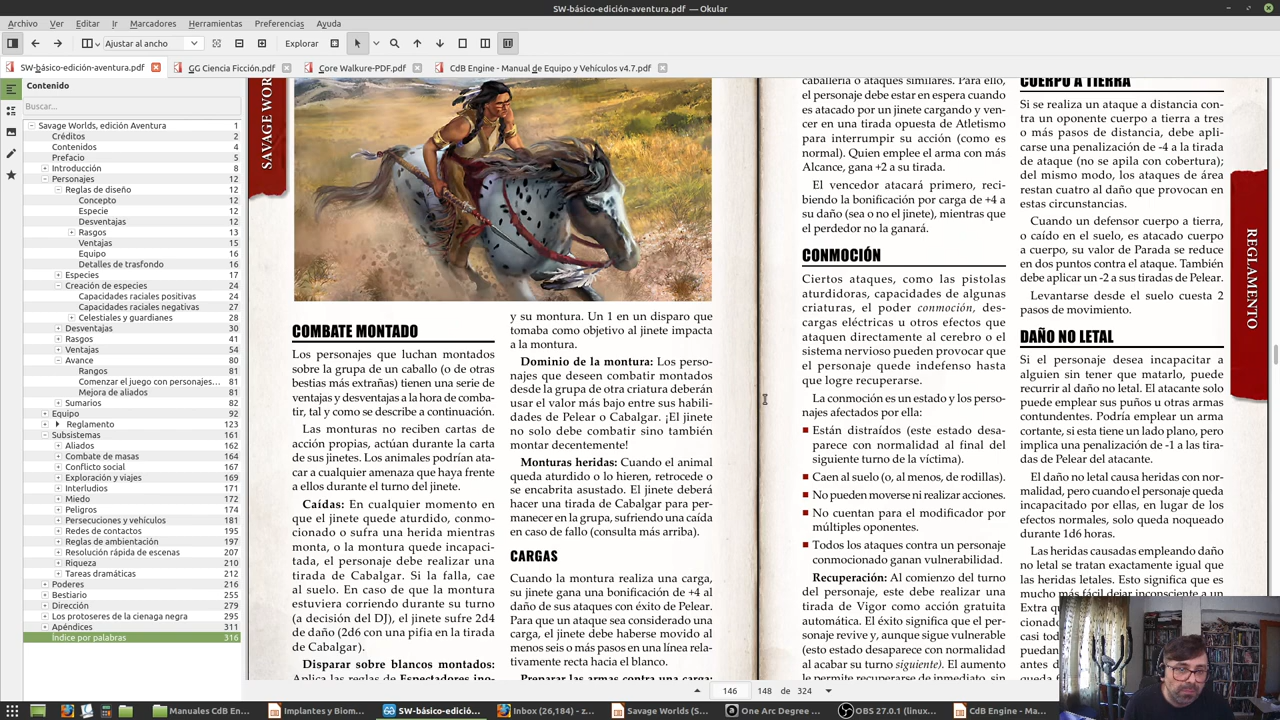 SW-básico-edición-aventura.pdf — Okular
Archivo Ver Editar Ir Marcadores Herramientas Preferencias Ayuda
Ajustar al ancho Explorar
SW-básico-edición-aventura.pdf
GG Ciencia Ficción.pdf
Core Walkure-PDF.pdf
CdB Engine - Manual de Equipo y Vehículos v4.7.pdf
Contenido
Buscar...
Savage Worlds, edición Aventura 1
Créditos 2
Contenidos 4
Prefacio 5
Introducción 8
Personajes 12
Reglas de diseño 12
Concepto 12
Especie 12
Desventajas 12
Rasgos 13
Ventajas 15
Equipo 16
Detalles de trasfondo 16
Especies 17
Creación de especies 24
Capacidades raciales positivas 24
Capacidades raciales negativas 27
Celestiales y guardianes 28
Desventajas 30
Rasgos 41
Ventajas 54
Avance 80
Rangos 81
Comenzar el juego con personajes... 81
Mejora de aliados 81
Sumarios 82
Equipo 92
Reglamento 123
Subsistemas 161
Aliados 162
Combate de masas 164
Conflicto social 167
Exploración y viajes 169
Interludios 171
Miedo 172
Peligros 174
Persecuciones y vehículos 181
Redes de contactos 195
Reglas de ambientación 197
Resolución rápida de escenas 207
Riqueza 210
Tareas dramáticas 212
Poderes 216
Bestiario 255
Dirección 279
Los protoseres de la cienaga negra 295
Apéndices 311
Índice por palabras 316
SAVAGE WOR
COMBATE MONTADO
Los personajes que luchan montados
sobre la grupa de un caballo (o de otras
bestias más extrañas) tienen una serie de
ventajas y desventajas a la hora de comba-
tir, tal y como se describe a continuación.
Las monturas no reciben cartas de
acción propias, actúan durante la carta
de sus jinetes. Los animales podrían ata-
car a cualquier amenaza que haya frente
a ellos durante el turno del jinete.
Caídas: En cualquier momento en
que el jinete quede aturdido, conmo-
cionado o sufra una herida mientras
monta, o la montura quede incapaci-
tada, el personaje debe realizar una
tirada de Cabalgar. Si la falla, cae
al suelo. En caso de que la montura
estuviera corriendo durante su turno
(a decisión del DJ), el jinete sufre 2d4
de daño (2d6 con una pifia en la tirada
de Cabalgar).
Disparar sobre blancos montados:
Aplica las reglas de Espectadores ino-
y su montura. Un 1 en un disparo que
tomaba como objetivo al jinete impacta
a la montura.
Dominio de la montura: Los perso-
najes que deseen combatir montados
desde la grupa de otra criatura deberán
usar el valor más bajo entre sus habili-
dades de Pelear o Cabalgar. ¡El jinete
no solo debe combatir sino también
montar decentemente!
Monturas heridas: Cuando el animal
queda aturdido o lo hieren, retrocede o
se encabrita asustado. El jinete deberá
hacer una tirada de Cabalgar para per-
manecer en la grupa, sufriendo una caída
en caso de fallo (consulta más arriba).
CARGAS
Cuando la montura realiza una carga,
su jinete gana una bonificación de +4 al
daño de sus ataques con éxito de Pelear.
Para que un ataque sea considerado una
carga, el jinete debe haberse movido al
menos seis o más pasos en una línea rela-
tivamente recta hacia el blanco.
Preparar las armas contra una carga:
caballería o ataques similares. Para ello,
el personaje debe estar en espera cuando
es atacado por un jinete cargando y ven-
cer en una tirada opuesta de Atletismo
para interrumpir su acción (como es
normal). Quien emplee el arma con más
Alcance, gana +2 a su tirada.
El vencedor atacará primero, reci-
biendo la bonificación por carga de +4 a
su daño (sea o no el jinete), mientras que
el perdedor no la ganará.
CONMOCIÓN
Ciertos ataques, como las pistolas
aturdidoras, capacidades de algunas
criaturas, el poder conmoción, des-
cargas eléctricas u otros efectos que
ataquen directamente al cerebro o el
sistema nervioso pueden provocar que
el personaje quede indefenso hasta
que logre recuperarse.
La conmoción es un estado y los perso-
najes afectados por ella:
Están distraídos (este estado desa-
parece con normalidad al final del
siguiente turno de la víctima).
Caen al suelo (o, al menos, de rodillas).
No pueden moverse ni realizar acciones.
No cuentan para el modificador por
múltiples oponentes.
Todos los ataques contra un personaje
conmocionado ganan vulnerabilidad.
Recuperación: Al comienzo del turno
del personaje, este debe realizar una
tirada de Vigor como acción gratuita
automática. El éxito significa que el per-
sonaje revive y, aunque sigue vulnerable
(esto estado desaparece con normalidad
al acabar su turno siguiente). El aumento
le permite recuperarse de inmediato, sin
CUERPO A TIERRA
Si se realiza un ataque a distancia con-
tra un oponente cuerpo a tierra a tres
o más pasos de distancia, debe apli-
carse una penalización de -4 a la tirada
de ataque (no se apila con cobertura);
del mismo modo, los ataques de área
restan cuatro al daño que provocan en
estas circunstancias.
Cuando un defensor cuerpo a tierra,
o caído en el suelo, es atacado cuerpo
a cuerpo, su valor de Parada se reduce
en dos puntos contra el ataque. También
debe aplicar un -2 a sus tiradas de Pelear.
Levantarse desde el suelo cuesta 2
pasos de movimiento.
DAÑO NO LETAL
Si el personaje desea incapacitar a
alguien sin tener que matarlo, puede
recurrir al daño no letal. El atacante solo
puede emplear sus puños u otras armas
contundentes. Podría emplear un arma
cortante, si esta tiene un lado plano, pero
implica una penalización de -1 a las tira-
das de Pelear del atacante.
El daño no letal causa heridas con nor-
malidad, pero cuando el personaje queda
incapacitado por ellas, en lugar de los
efectos normales, solo queda noqueado
durante 1d6 horas.
Las heridas causadas empleando daño
no letal se tratan exactamente igual que
las heridas letales. Esto significa que es
mucho más fácil dejar inconsciente a un
Extra q
cionado
casi tod
puedan
antes d
queda f
REGLAMENTO
146 148 de 324
Manuales CdB En...
Implantes y Biom...
SW-básico-edició...
Inbox (26,184) - z...
Savage Worlds (S...
One Arc Degree ...
OBS 27.0.1 (linux...
CdB Engine - Man...